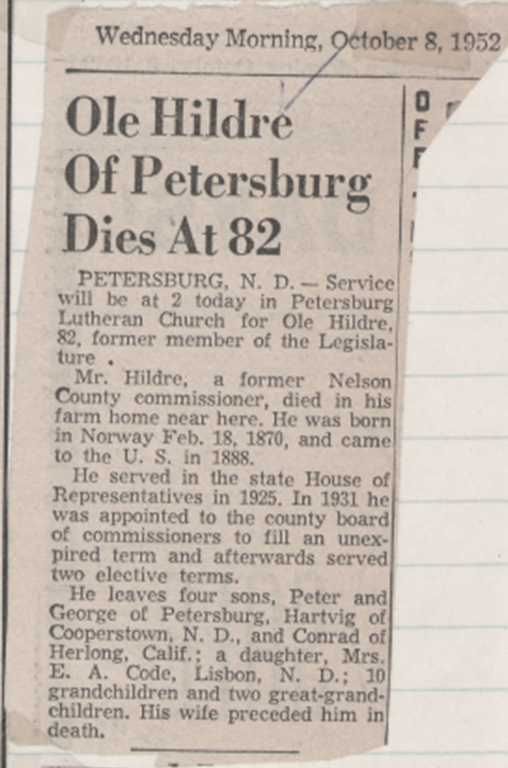 Wednesday Morning, October 8, 1952
Ole Hildre
Of Petersburg
Dies At 82
PETERSBURG, N. D. — Service
will be at 2 today in Petersburg
Lutheran Church for Ole Hildre,
82, former member of the Legisla-
ture .
Mr. Hildre, a former Nelson
County commissioner, died in his
farm home near here. He was born
in Norway Feb. 18, 1870, and came
to the U. S. in 1888.
He served in the state House of
Representatives in 1925. In 1931 he
was appointed to the county board
of commissioners to fill an unex-
pired term and afterwards served
two elective terms.
He leaves four sons, Peter and
George of Petersburg, Hartvig of
Cooperstown, N. D., and Conrad of
Herlong, Calif.; a daughter, Mrs.
E. A. Code, Lisbon, N. D.; 10
grandchildren and two great-grand-
children. His wife preceded him in
death.
O
F